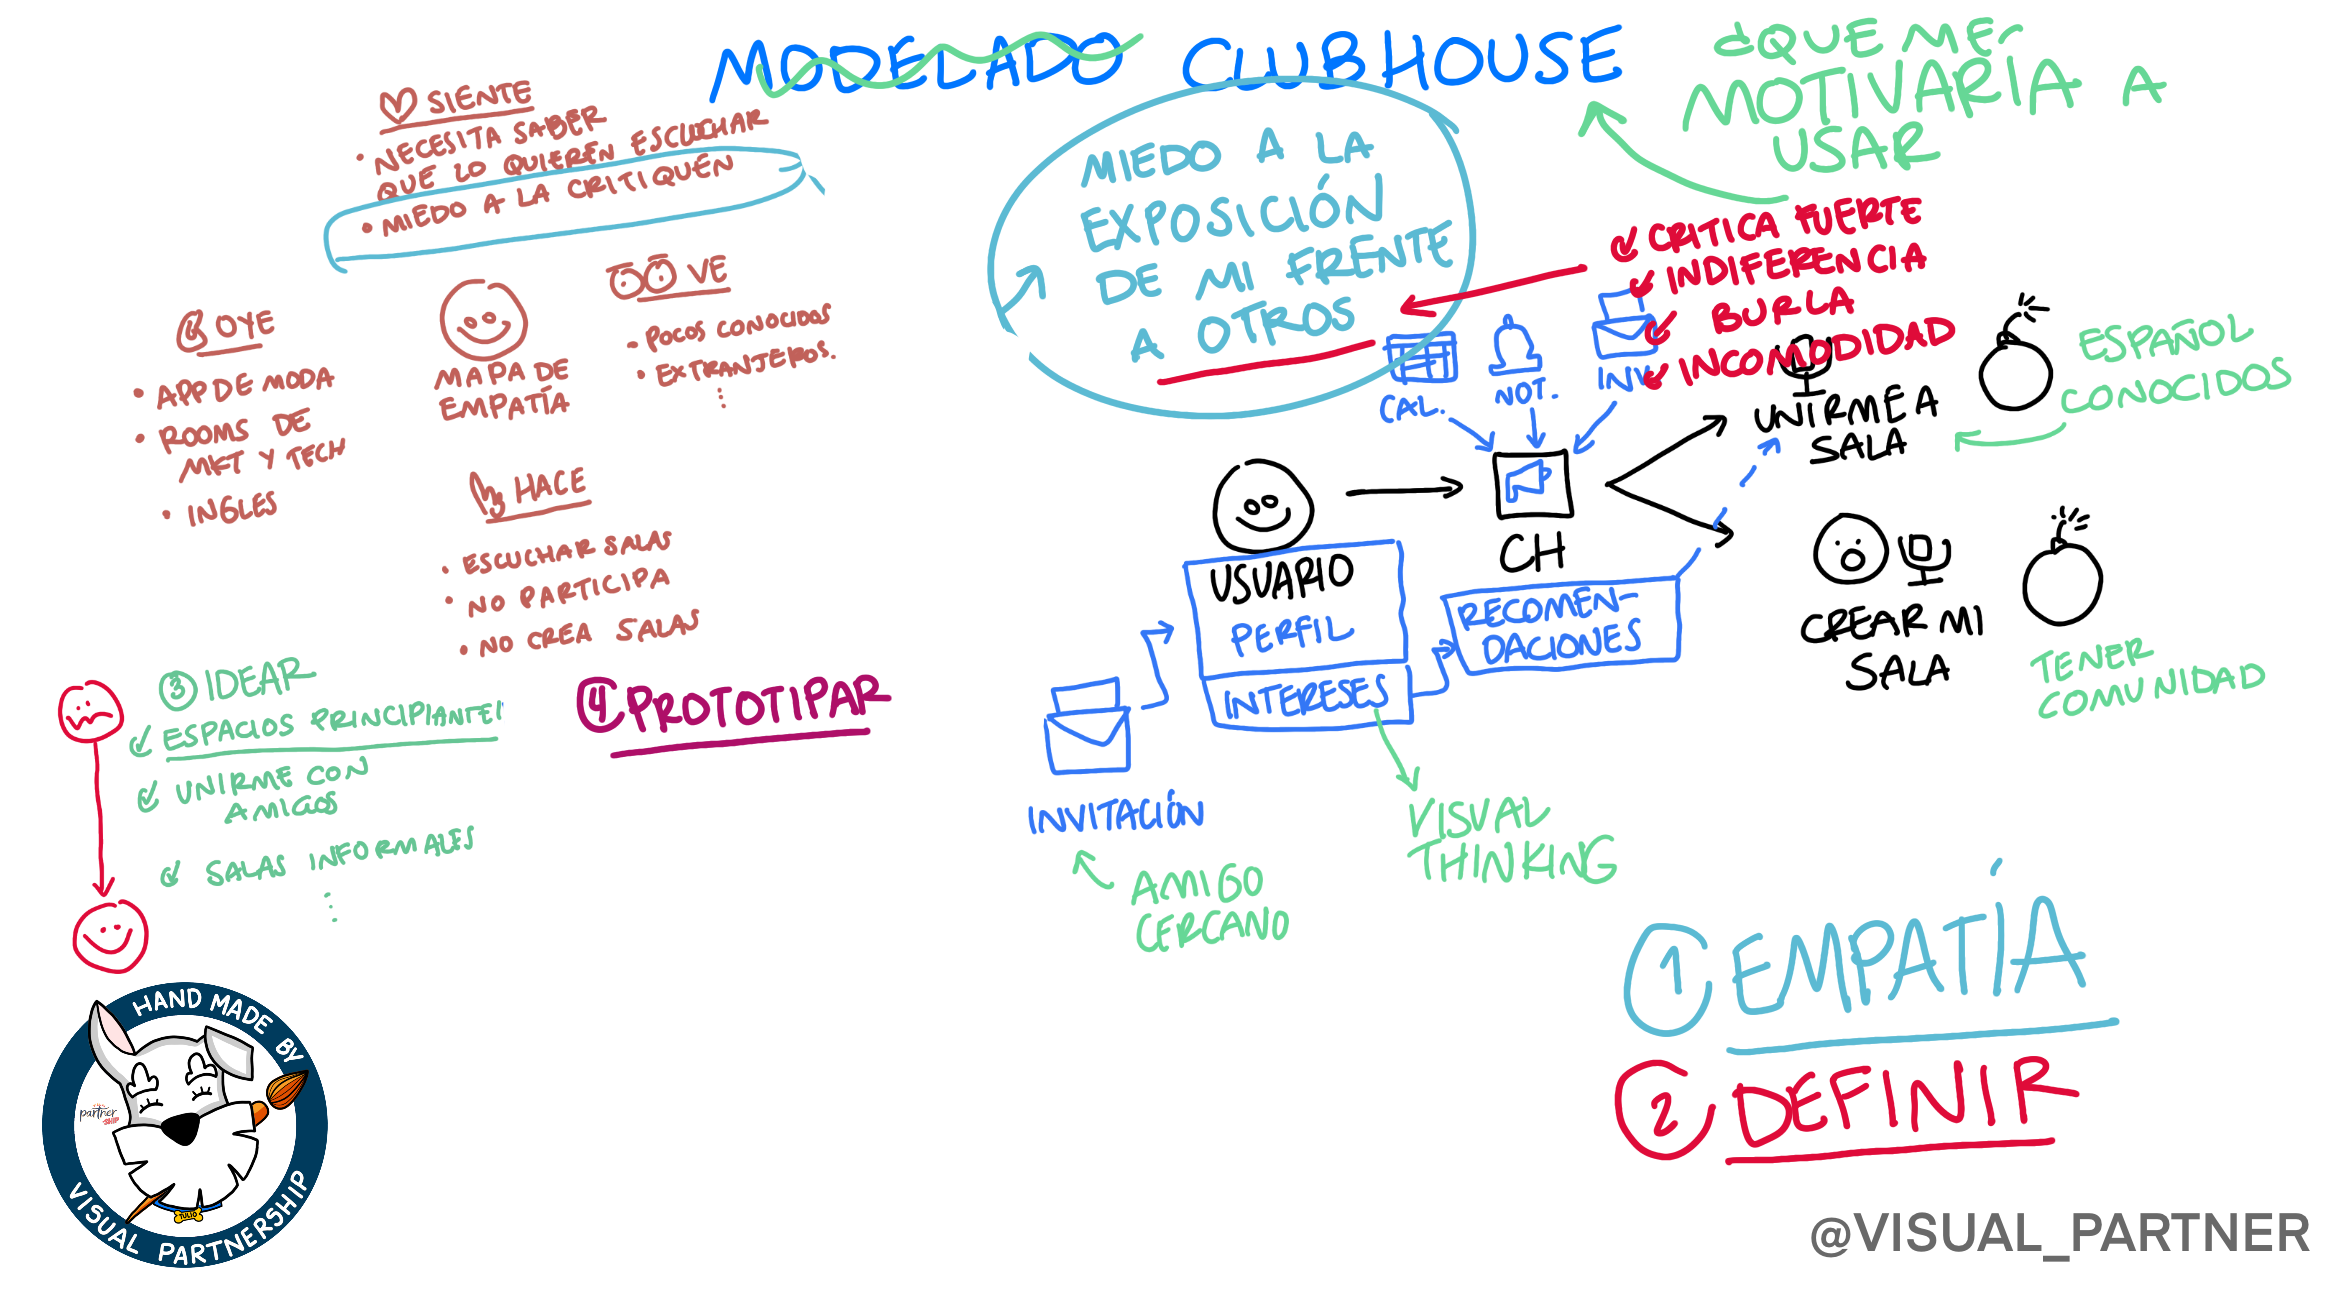 MODELADO CLUBHOUSE
¿QUE ME
MOTIVARÍA A
USAR
SIENTE
• NECESITA SABER
QUE LO QUIEREN ESCUCHAR
• MIEDO A LA CRITIQUÉN
OYE
• APP DE MODA
• ROOMS DE
MKT Y TECH
• INGLES
MAPA DE
EMPATÍA
VE
- POCOS CONOCIDOS
• EXTRANJEROS.
HACE
• ESCUCHAR SALAS
• NO PARTICIPA
• NO CREA SALAS
MIEDO A LA
EXPOSICIÓN
DE MI FRENTE
A OTROS
CRITICA FUERTE
INDIFERENCIA
BURLA
INCOMODIDAD
CAL.
NOT.
INV
UNIRME A
SALA
ESPAÑOL
CONOCIDOS
CH
USUARIO
PERFIL
INTERESES
RECOMEN-
DACIONES
CREAR MI
SALA
TENER
COMUNIDAD
INVITACIÓN
AMIGO
CERCANO
VISUAL
THINKING
3 IDEAR
ESPACIOS PRINCIPIANTES
UNIRME CON
AMIGOS
SALAS INFORMALES
4 PROTOTIPAR
1 EMPATÍA
2 DEFINIR
HAND MADE BY
partner
TULIO
VISUAL PARTNERSHIP
@VISUAL_PARTNER